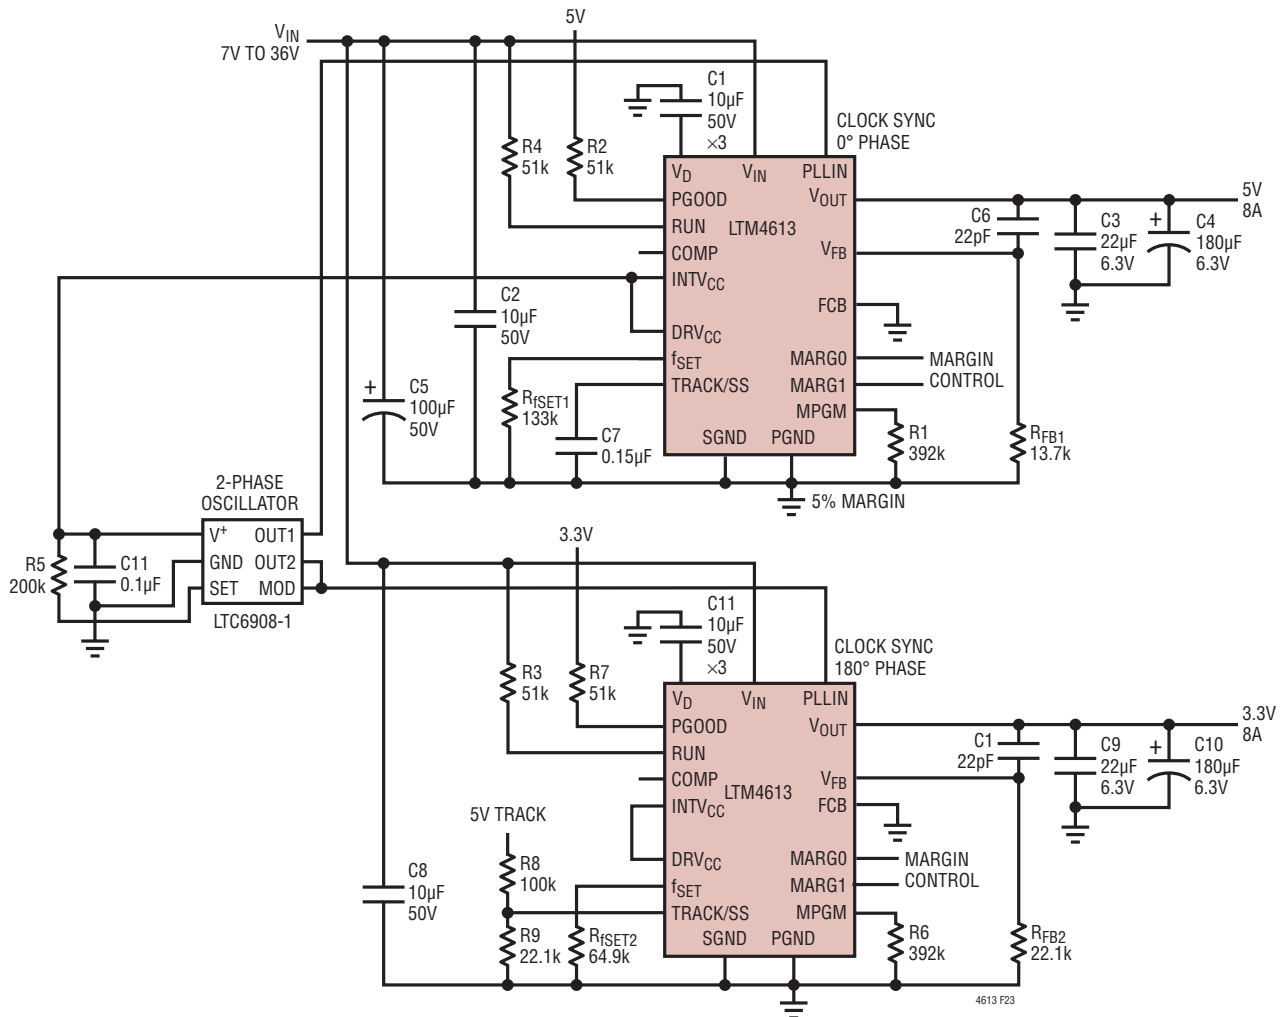 VIN
7V TO 36V
5V
C1
10µF
50V
×3
CLOCK SYNC
0° PHASE
R4
51k
R2
51k
VD
VIN
PLLIN
PGOOD
VOUT
RUN
LTM4613
COMP
VFB
INTVCC
FCB
DRVCC
fSET
MARG0
TRACK/SS
MARG1
MPGM
SGND
PGND
MARGIN
CONTROL
5V
8A
C6
22pF
C3
22µF
6.3V
+
C4
180µF
6.3V
C2
10µF
50V
+
C5
100µF
50V
RfSET1
133k
C7
0.15µF
R1
392k
RFB1
13.7k
5% MARGIN
2-PHASE
OSCILLATOR
V+
OUT1
GND
OUT2
SET
MOD
LTC6908-1
R5
200k
C11
0.1µF
3.3V
C11
10µF
50V
×3
CLOCK SYNC
180° PHASE
R3
51k
R7
51k
VD
VIN
PLLIN
PGOOD
VOUT
RUN
COMP
VFB
LTM4613
INTVCC
FCB
DRVCC
MARG0
fSET
MARG1
TRACK/SS
MPGM
SGND
PGND
MARGIN
CONTROL
3.3V
8A
C1
22pF
C9
22µF
6.3V
+
C10
180µF
6.3V
5V TRACK
R8
100k
C8
10µF
50V
R9
22.1k
RfSET2
64.9k
R6
392k
RFB2
22.1k
4613 F23